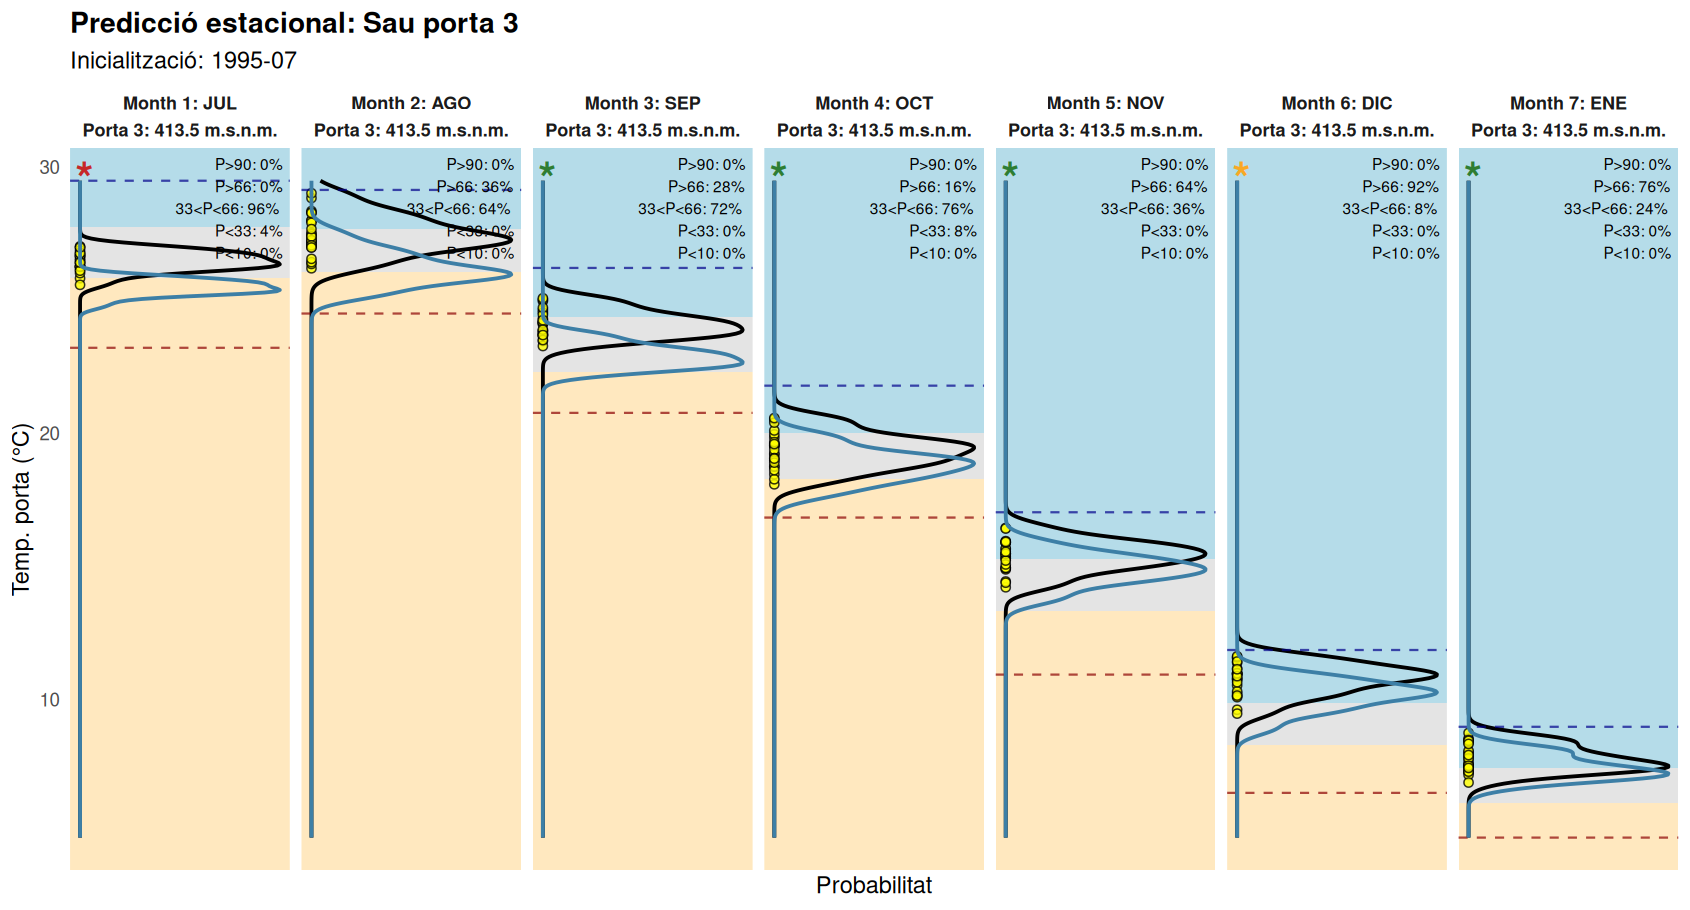 Predicció estacional: Sau porta 3
Inicialització: 1995-07
Month 1: JUL
Porta 3: 413.5 m.s.n.m.
Month 2: AGO
Porta 3: 413.5 m.s.n.m.
Month 3: SEP
Porta 3: 413.5 m.s.n.m.
Month 4: OCT
Porta 3: 413.5 m.s.n.m.
Month 5: NOV
Porta 3: 413.5 m.s.n.m.
Month 6: DIC
Porta 3: 413.5 m.s.n.m.
Month 7: ENE
Porta 3: 413.5 m.s.n.m.
Temp. porta (°C)
30
20
10
*
P>90: 0%
P>66: 0%
33<P<66: 96%
P<33: 4%
P<10: 0%
P>90: 0%
P>66: 36%
33<P<66: 64%
P<33: 0%
P<10: 0%
*
P>90: 0%
P>66: 28%
33<P<66: 72%
P<33: 0%
P<10: 0%
*
P>90: 0%
P>66: 16%
33<P<66: 76%
P<33: 8%
P<10: 0%
*
P>90: 0%
P>66: 64%
33<P<66: 36%
P<33: 0%
P<10: 0%
*
P>90: 0%
P>66: 92%
33<P<66: 8%
P<33: 0%
P<10: 0%
*
P>90: 0%
P>66: 76%
33<P<66: 24%
P<33: 0%
P<10: 0%
Probabilitat